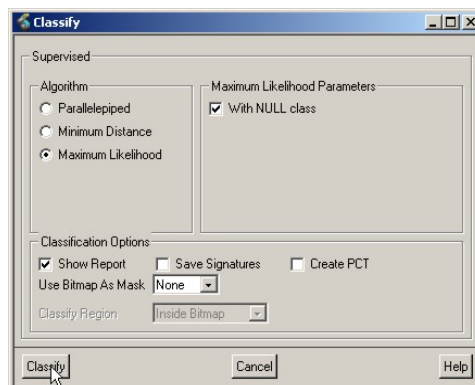 Classify
Supervised
Algorithm
Parallelepiped
Minimum Distance
Maximum Likelihood
Maximum Likelihood Parameters
With NULL class
Classification Options
Show Report Save Signatures Create PCT
Use Bitmap As Mask None
Classify Region Inside Bitmap
Classify Cancel Help